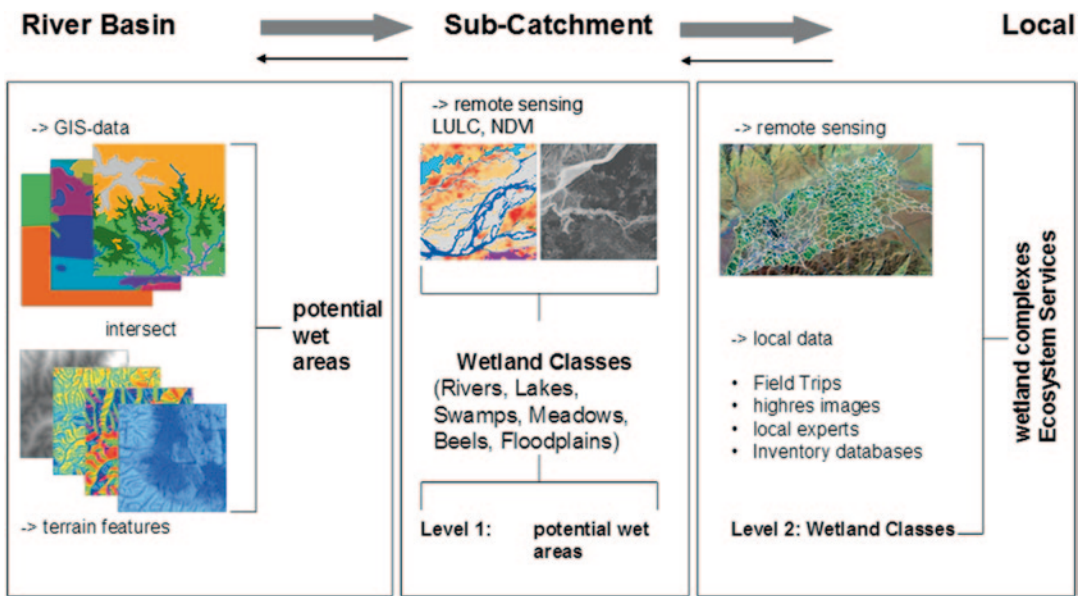 River Basin
Sub-Catchment
Local
-> GIS-data
intersect
-> terrain features
potential
wet
areas
-> remote sensing
LULC, NDVI
Wetland Classes
(Rivers, Lakes,
Swamps, Meadows,
Beels, Floodplains)
Level 1: potential wet
areas
-> remote sensing
-> local data
• Field Trips
• highres images
• local experts
• Inventory databases
Level 2: Wetland Classes
wetland complexes
Ecosystem Services